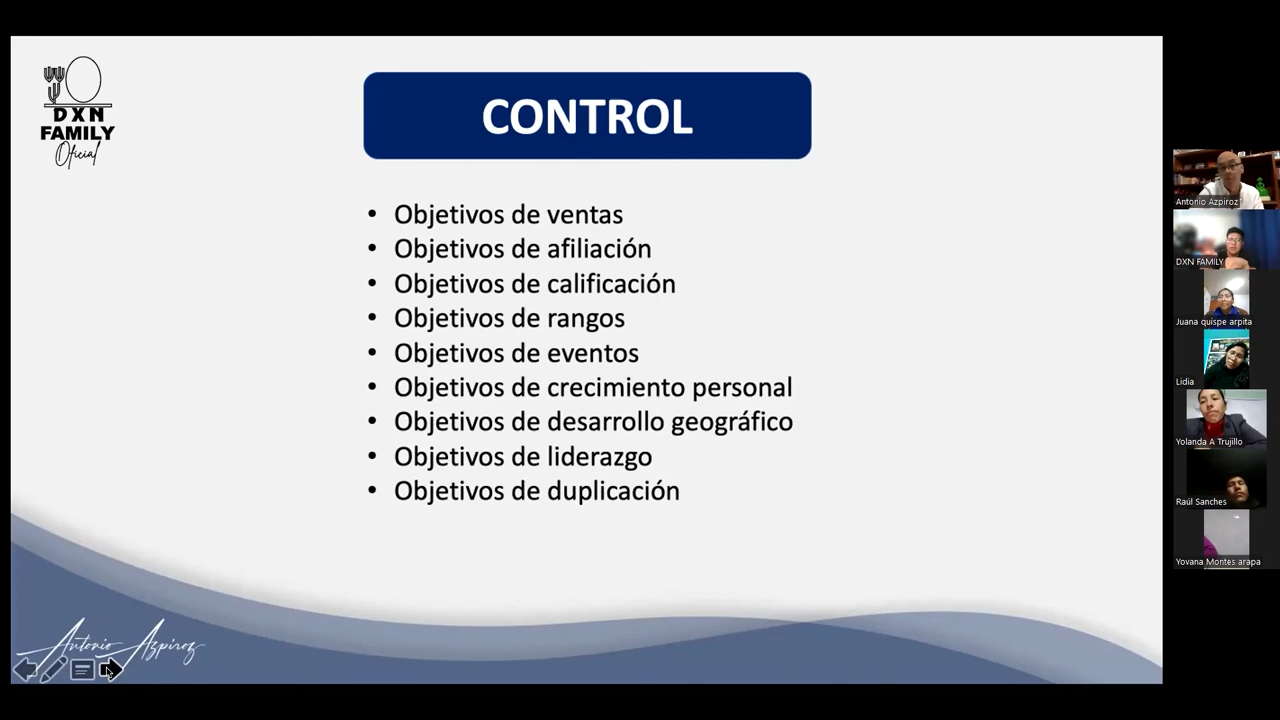 DXN
FAMILY
Oficial
CONTROL
• Objetivos de ventas
• Objetivos de afiliación
• Objetivos de calificación
• Objetivos de rangos
• Objetivos de eventos
• Objetivos de crecimiento personal
• Objetivos de desarrollo geográfico
• Objetivos de liderazgo
• Objetivos de duplicación
Antonio Azpiroz
Antonio Azpiroz
DXN FAMILY
Juana quispe arpita
Lidia
Yolanda A Trujillo
Raúl Sanches
Yovana Montes arapa